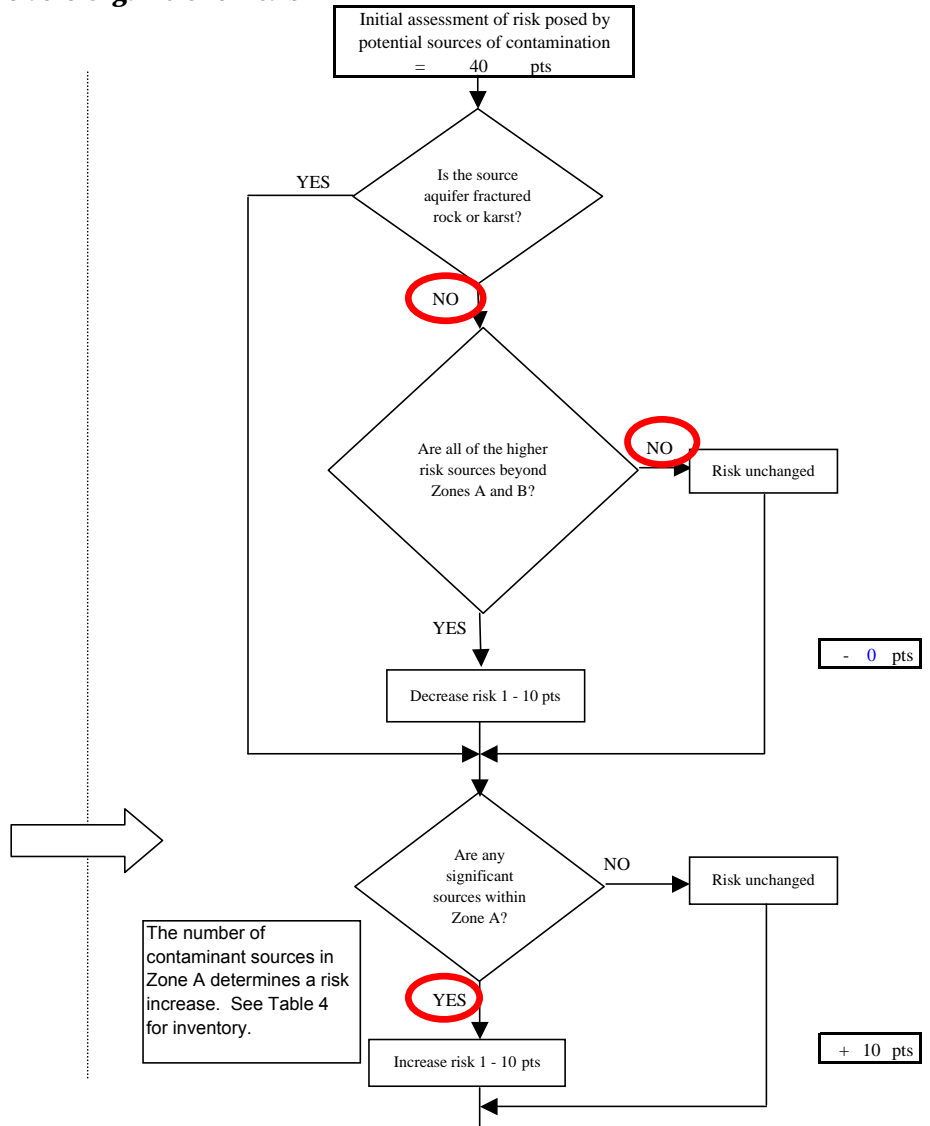 Initial assessment of risk posed by
potential sources of contamination
= 40 pts
Is the source
aquifer fractured
rock or karst?
YES
NO
Are all of the higher
risk sources beyond
Zones A and B?
NO
Risk unchanged
YES
- 0 pts
Decrease risk 1 - 10 pts
Are any
significant
sources within
Zone A?
NO
Risk unchanged
The number of
contaminant sources in
Zone A determines a risk
increase. See Table 4
for inventory.
YES
+ 10 pts
Increase risk 1 - 10 pts